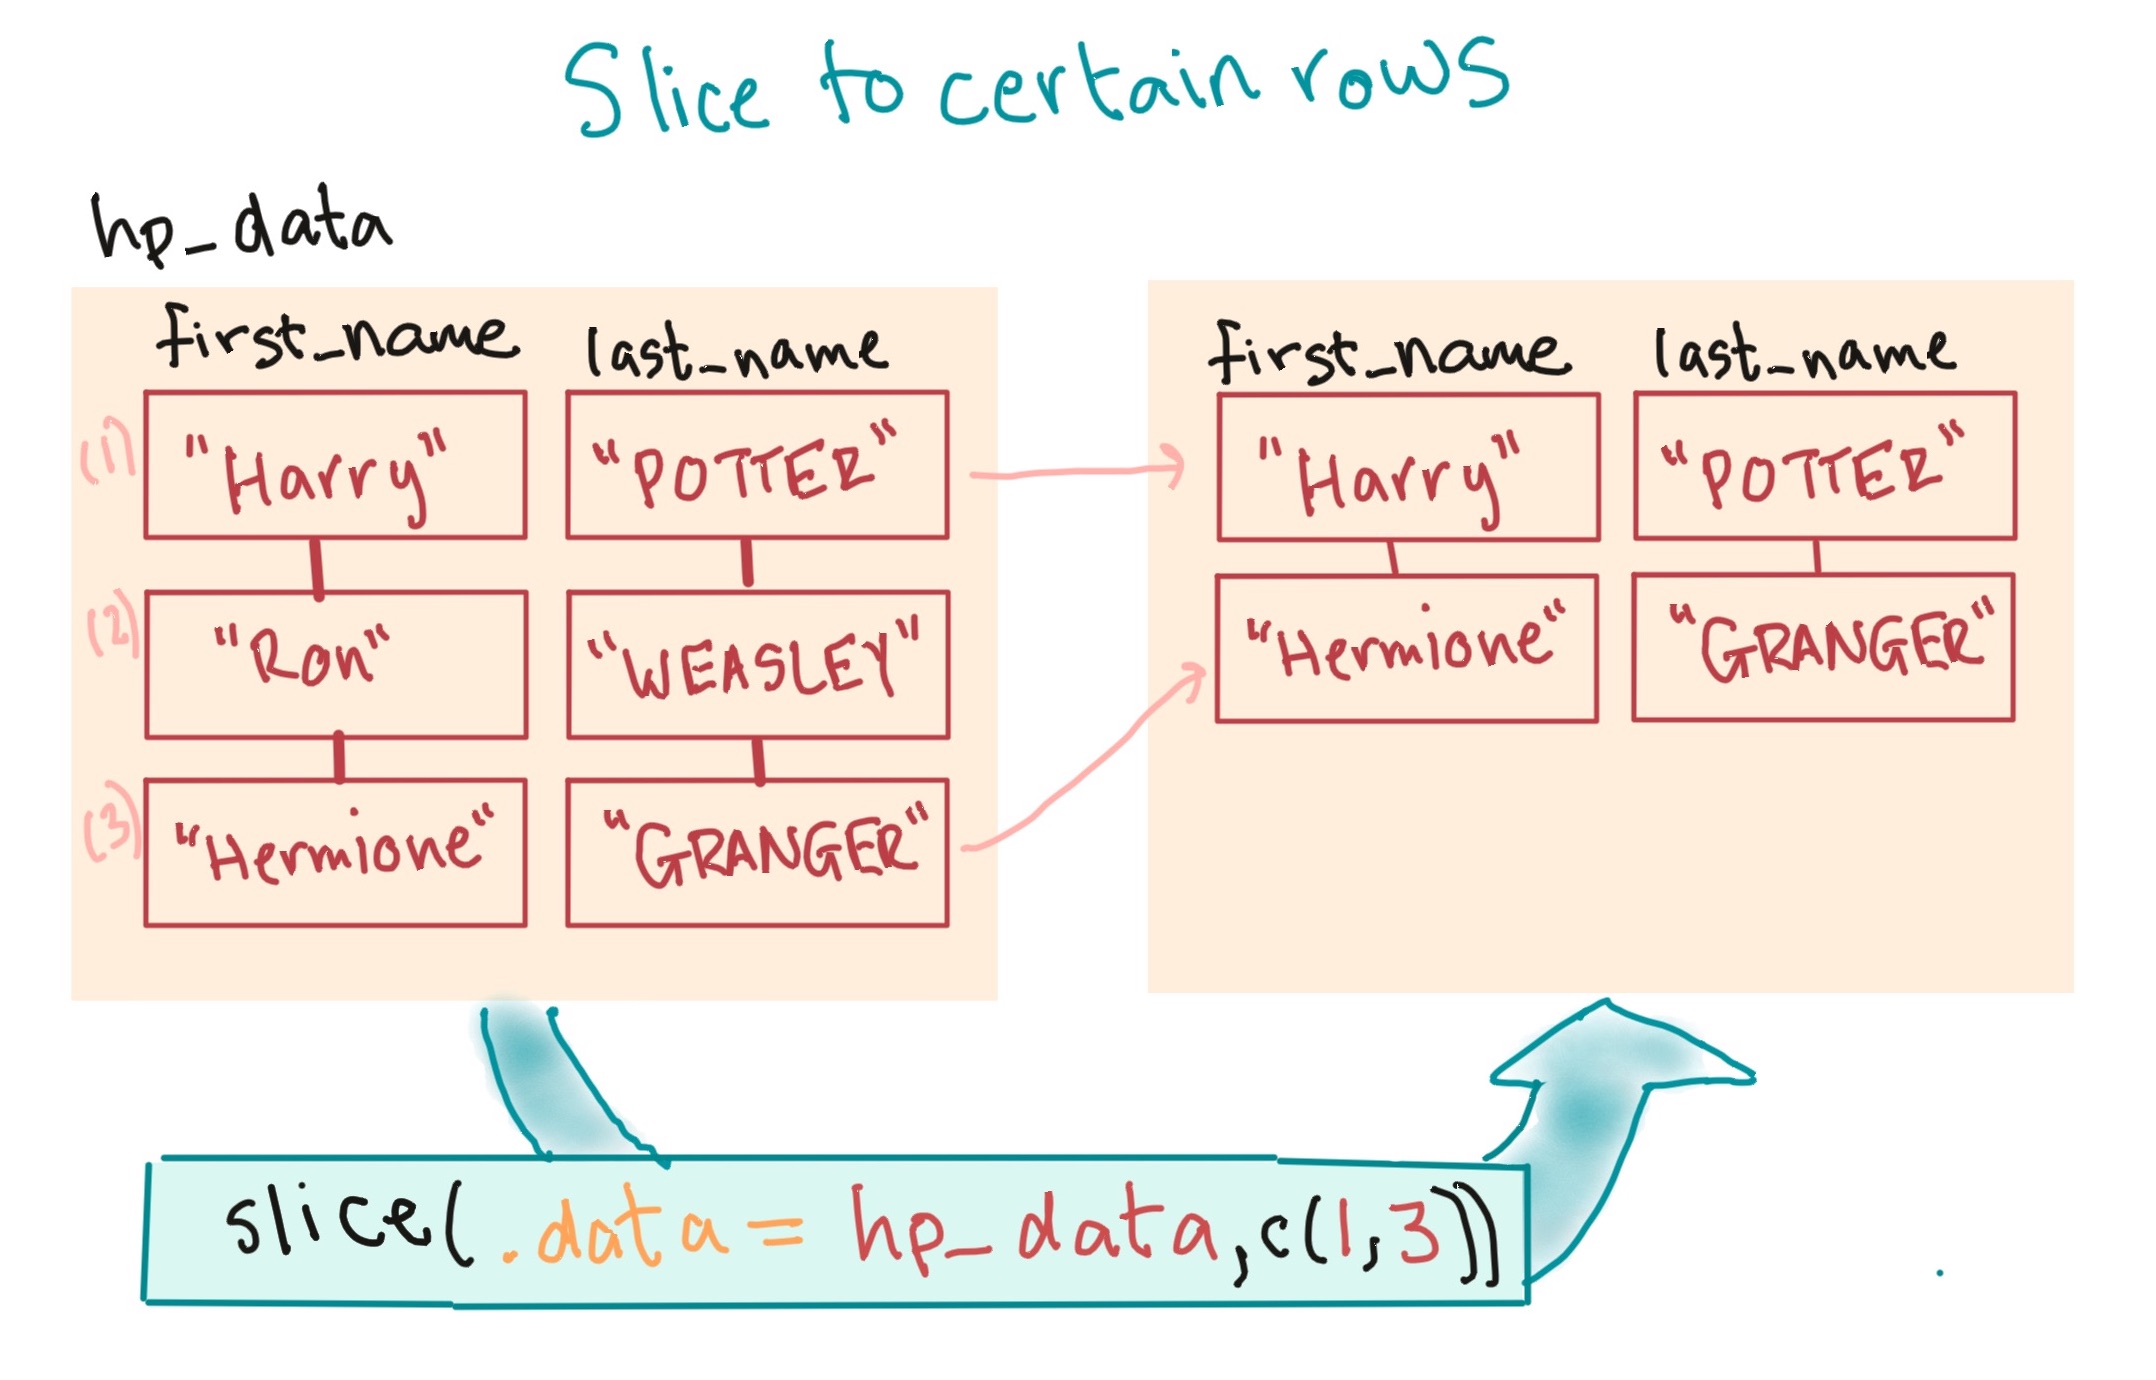 Slice to certain rows
hp_data
first_name last_name
(1) "Harry" "POTTER"
(2) "Ron" "WEASLEY"
(3) "Hermione" "GRANGER"
first_name last_name
"Harry" "POTTER"
"Hermione" "GRANGER"
slice(.data = hp_data, c(1,3))